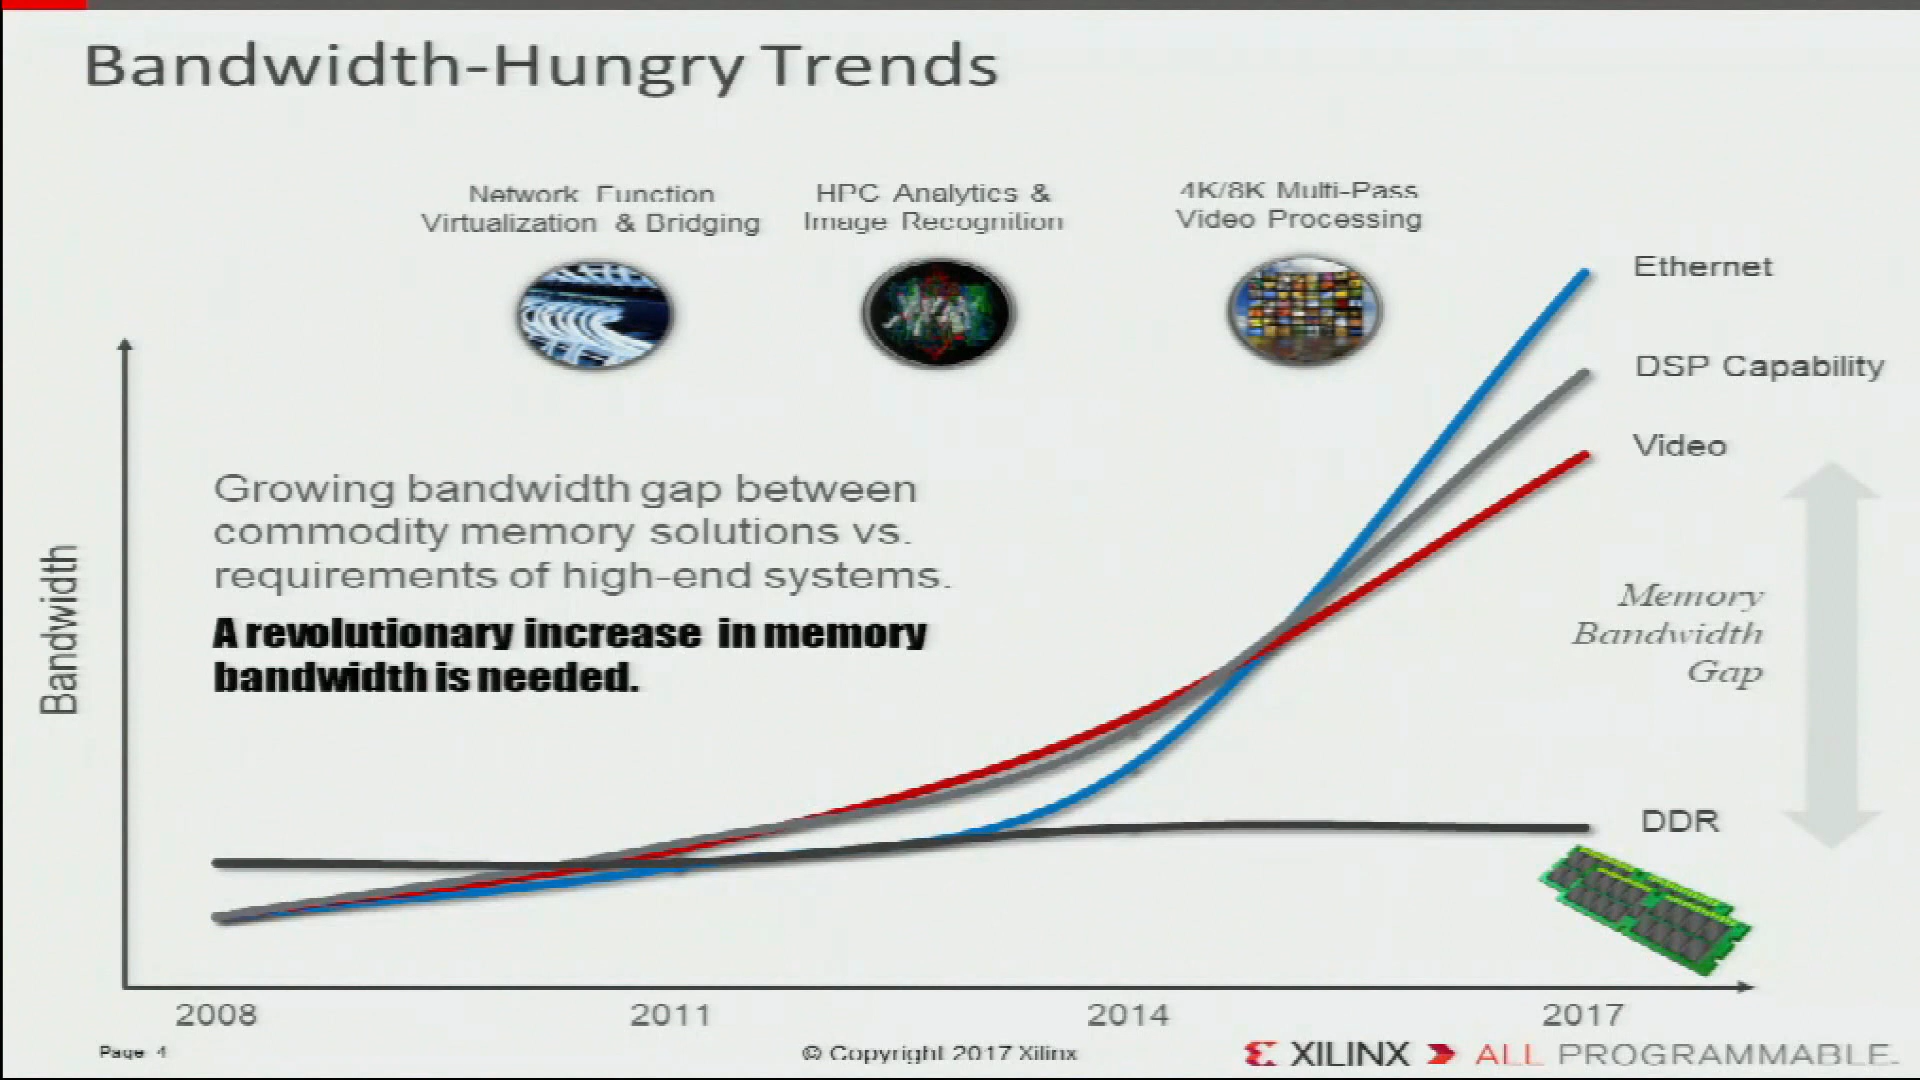 Bandwidth-Hungry Trends
Network Function
Virtualization & Bridging
HPC Analytics &
Image Recognition
4K/8K Multi-Pass
Video Processing
Ethernet
DSP Capability
Video
Growing bandwidth gap between
commodity memory solutions vs.
requirements of high-end systems.
A revolutionary increase in memory
bandwidth is needed.
Memory
Bandwidth
Gap
Bandwidth
DDR
2008
2011
2014
2017
Page 4
© Copyright 2017 Xilinx
XILINX ALL PROGRAMMABLE.